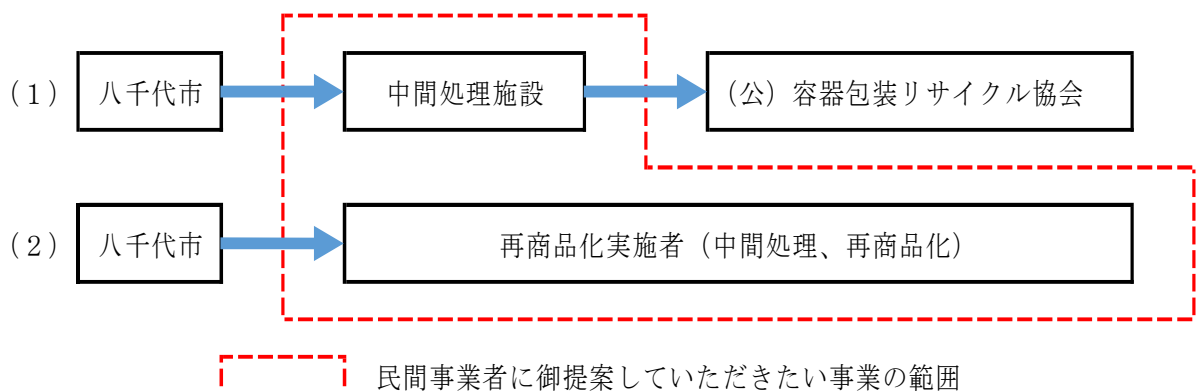 (1) 八千代市 中間処理施設 (公)容器包装リサイクル協会
(2) 八千代市 再商品化実施者(中間処理、再商品化)
民間事業者に御提案していただきたい事業の範囲